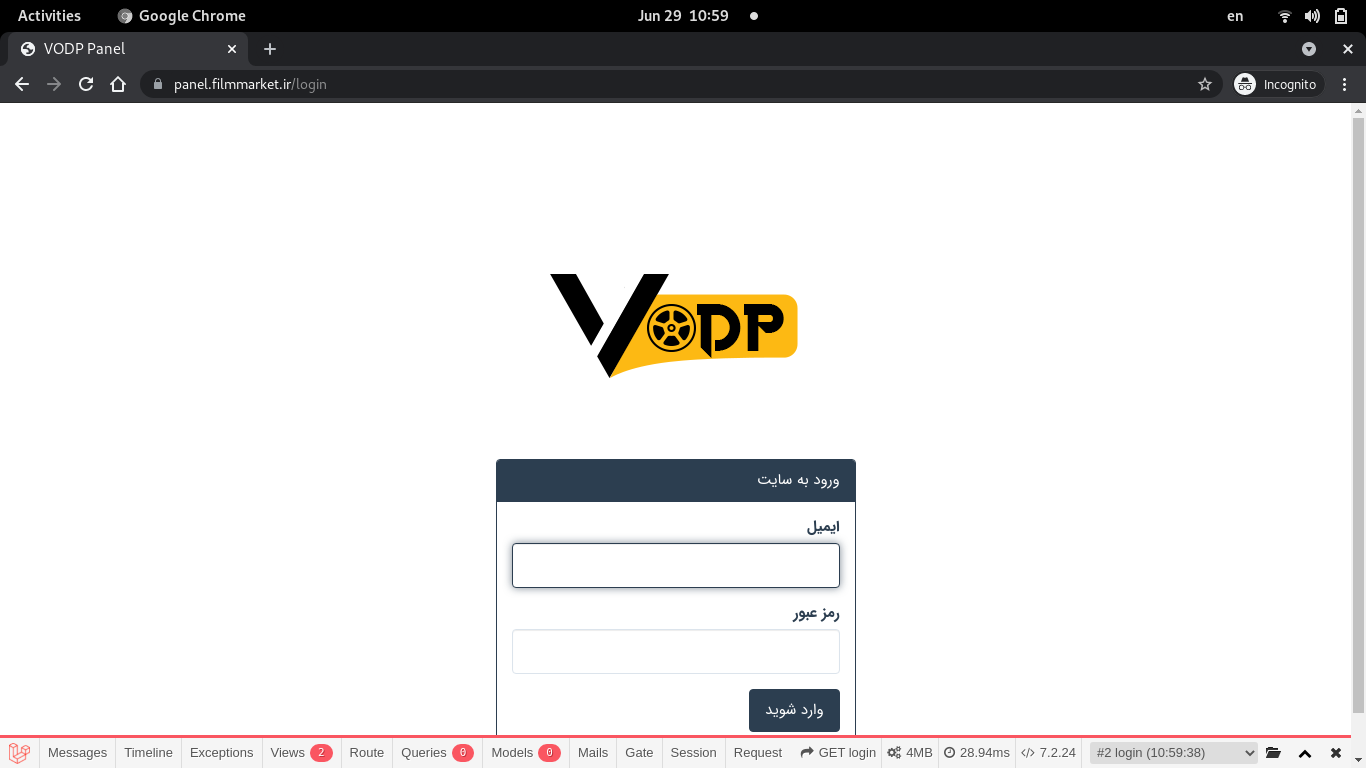 Activities Google Chrome Jun 29 10:59 en
VODP Panel
panel.filmmarket.ir/login Incognito
VODP
ورود به سایت
ایمیل
رمز عبور
وارد شوید
Messages Timeline Exceptions Views 2 Route Queries 0 Models 0 Mails Gate Session Request GET login 4MB 28.94ms 7.2.24 #2 login (10:59:38)